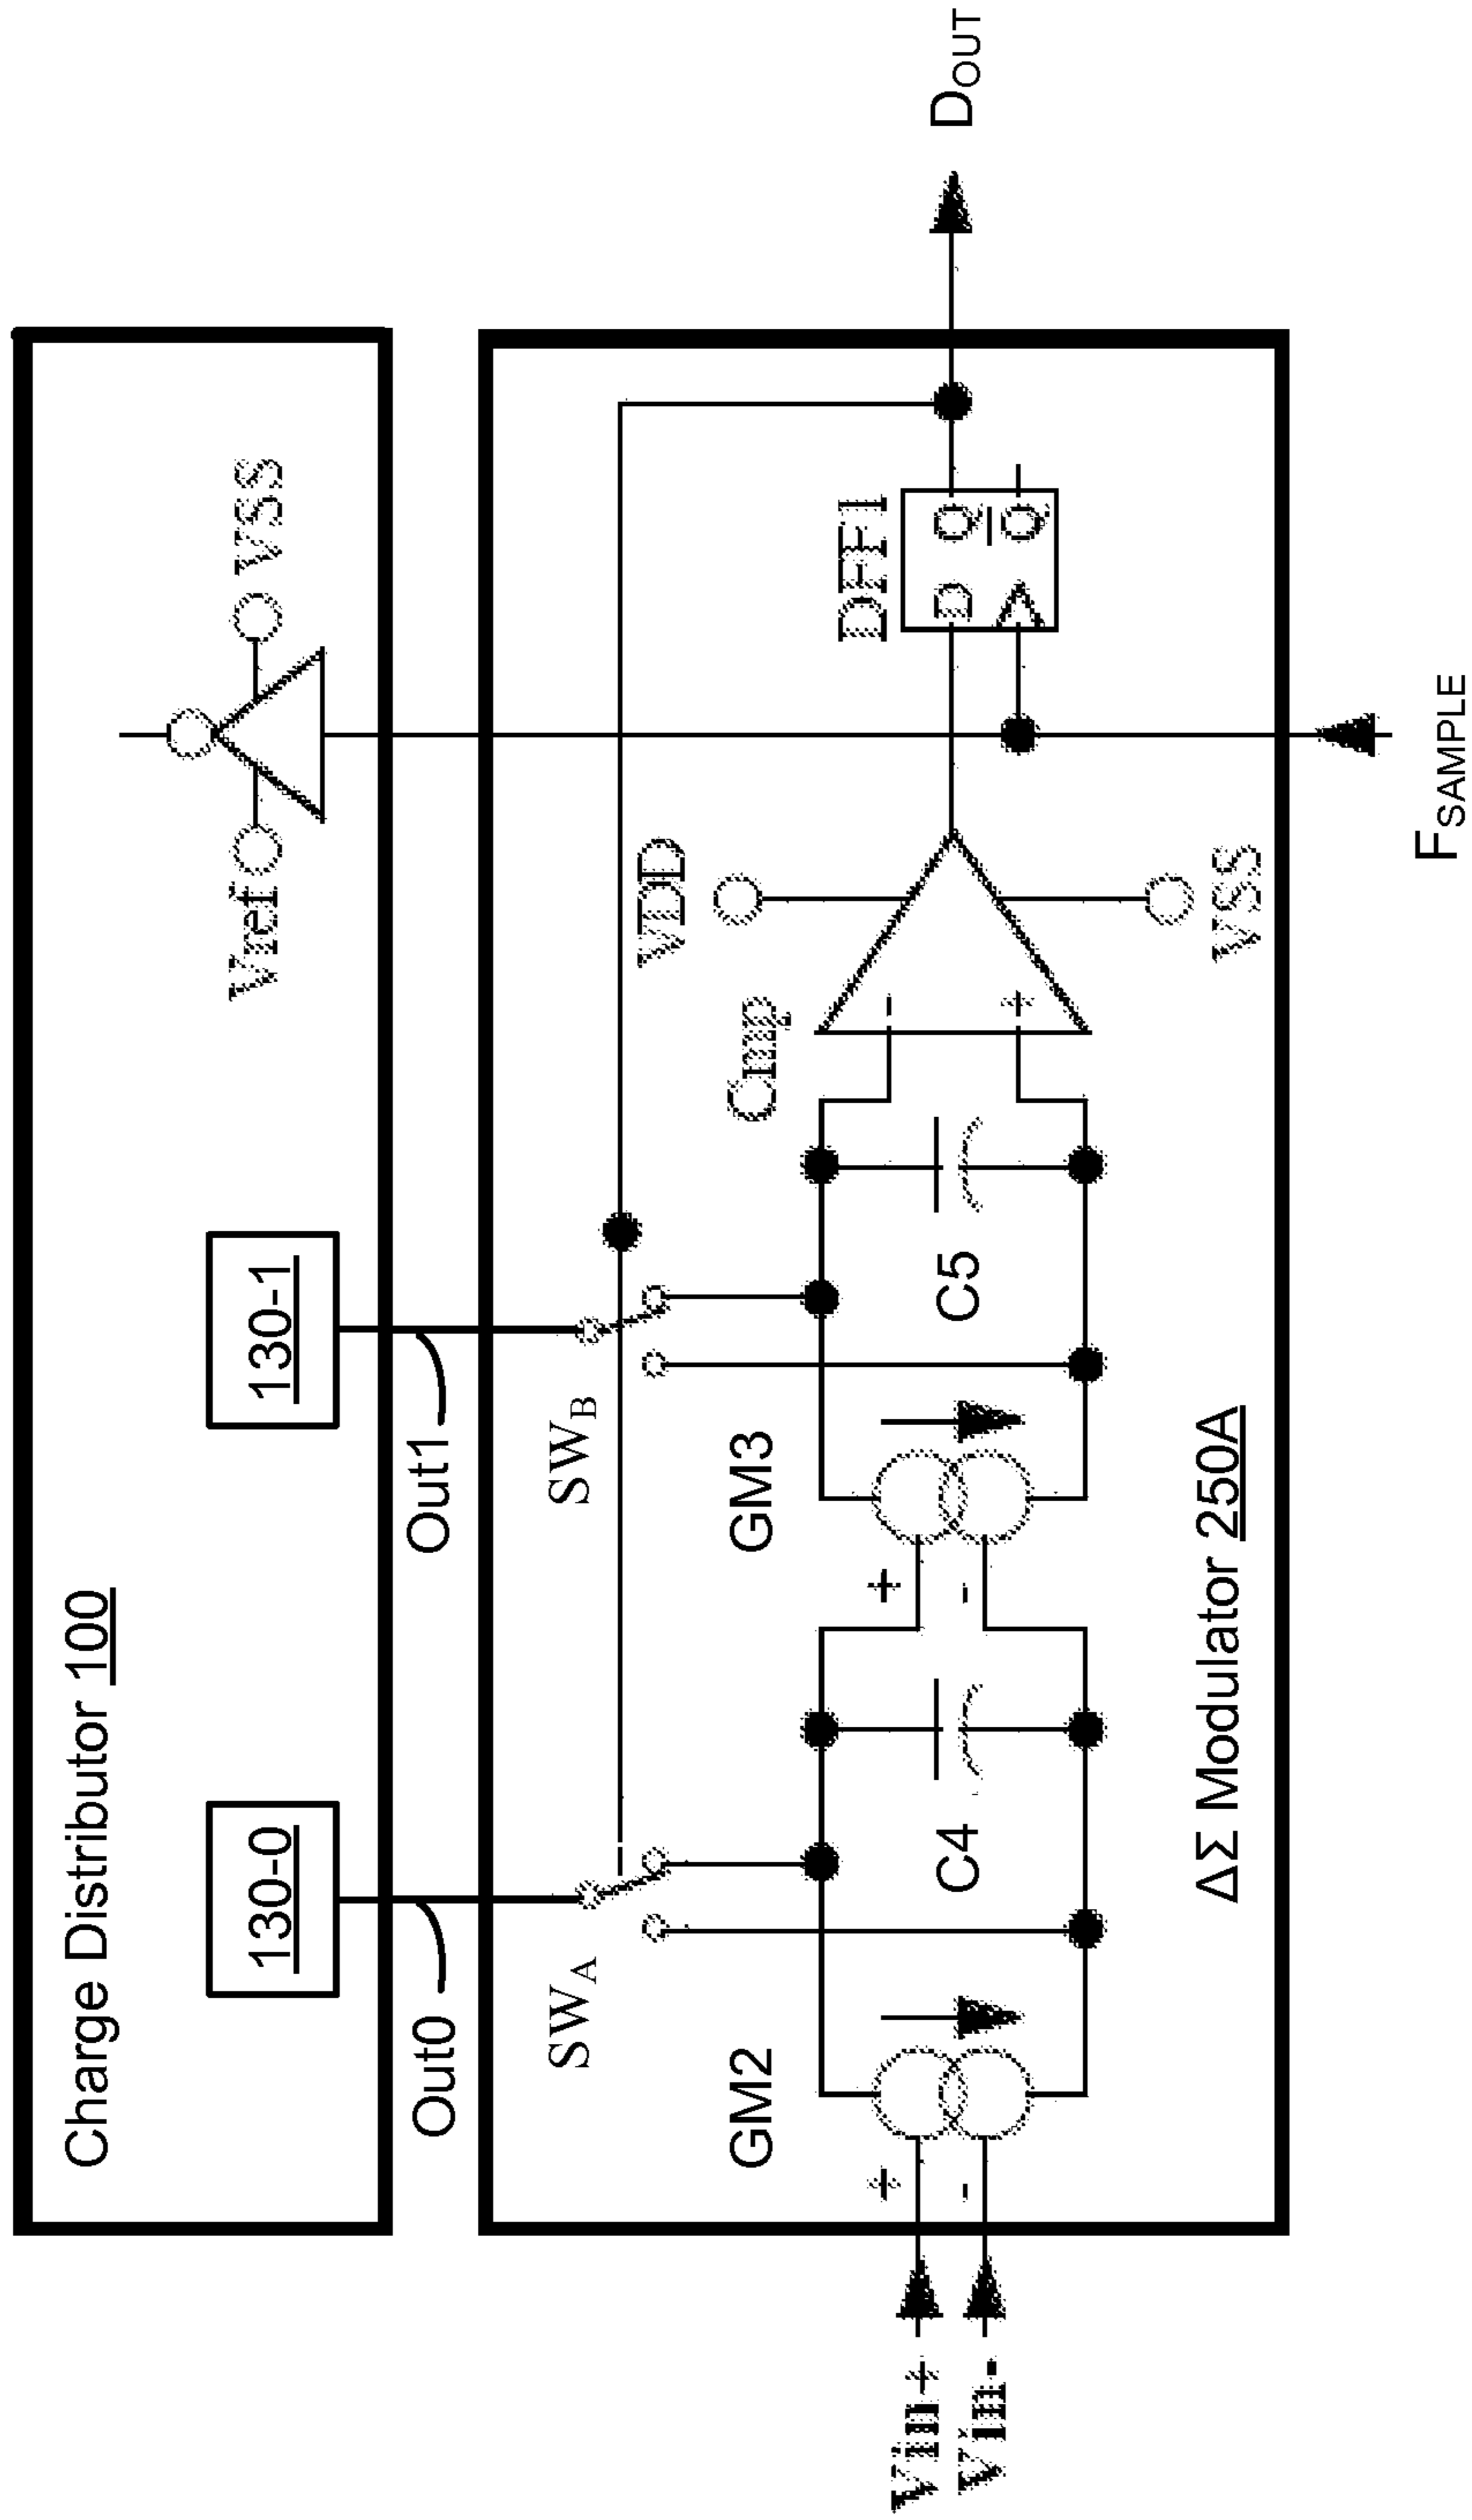 Charge Distributor 100
130-0
130-1
Vref
VSS
Out0
Out1
SWA
SWB
VDD
GM2
GM3
Cmp
DFF1
+
-
+
-
C4
C5
-
+
D
Q
Q
Vin+
Vin-
DOUT
VSS
ΔΣ Modulator 250A
FSAMPLE